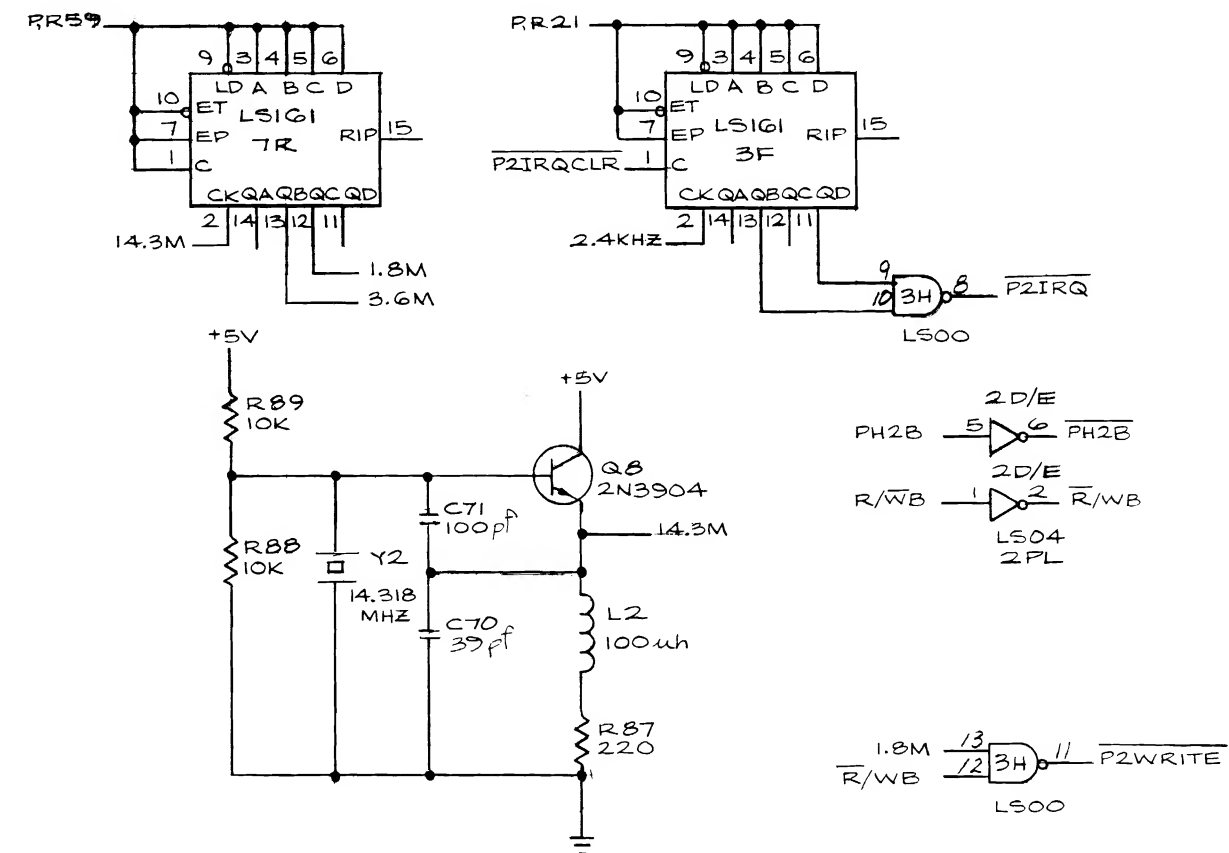 P,R59
9 3 4 5 6
LD A B C D
10 ET
7 EP
1 C
LS161
7R
RIP 15
CK QA QB QC QD
2 14 13 12 11
14.3M
1.8M
3.6M
P,R21
9 3 4 5 6
LD A B C D
10 ET
7 EP
P2IRQCLR 1 C
LS161
3F
RIP 15
CK QA QB QC QD
2 14 13 12 11
2.4KHZ
9
10 3H 8 P2IRQ
LS00
+5V
R89
10K
R88
10K
Y2
14.318
MHZ
C71
100pf
C70
39pf
+5V
Q8
2N3904
14.3M
L2
100uh
R87
220
2D/E
PH2B 5 6 PH2B
2D/E
R/WB 1 2 R/WB
LS04
2PL
1.8M 13
R/WB 12 3H 11 P2WRITE
LS00